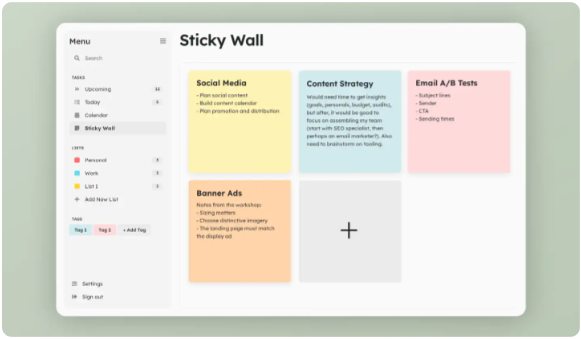 Menu
Search
TASKS
Upcoming
12
Today
5
Calendar
Sticky Wall
LISTS
Personal
3
Work
3
List 1
3
Add New List
TAGS
Tag 1
Tag 2
+ Add Tag
Settings
Sign out
Sticky Wall
Social Media
- Plan social content
- Build content calendar
- Plan promotion and distribution
Content Strategy
Would need time to get insights
(goals, personals, budget, audits),
but after, it would be good to
focus on assembling my team
(start with SEO specialist, then
perhaps an email marketer?). Also
need to brainstorm on tooling.
Email A/B Tests
- Subject lines
- Sender
- CTA
- Sending times
Banner Ads
Notes from the workshop:
- Sizing matters
- Choose distinctive imagery
- The landing page must match
the display ad